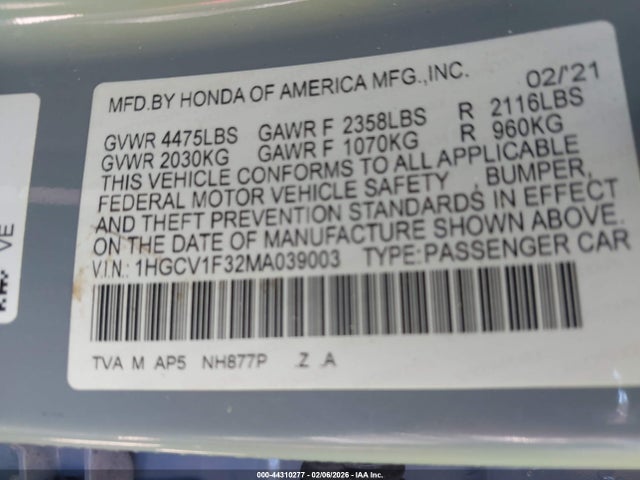 MFD.BY HONDA OF AMERICA MFG.,INC. 02/'21
GVWR 4475LBS GAWR F 2358LBS R 2116LBS
GVWR 2030KG GAWR F 1070KG R 960KG
THIS VEHICLE CONFORMS TO ALL APPLICABLE
FEDERAL MOTOR VEHICLE SAFETY , BUMPER,
AND THEFT PREVENTION STANDARDS IN EFFECT
ON THE DATE OF MANUFACTURE SHOWN ABOVE.
V.I.N.: 1HGCV1F32MA039003 TYPE:PASSENGER CAR
TVA M AP5 NH877P Z A
VE
000-44310277 — 02/06/2026 — IAA Inc.